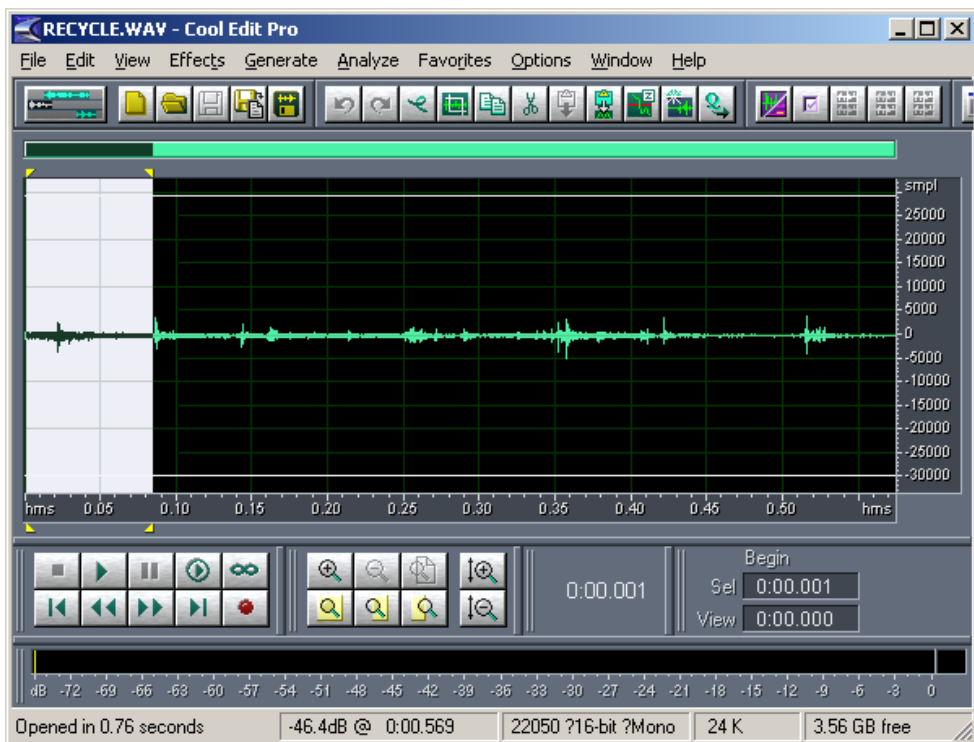 RECYCLE.WAV - Cool Edit Pro
File Edit View Effects Generate Analyze Favorites Options Window Help
smpl
25000
20000
15000
10000
5000
0
-5000
-10000
-15000
-20000
-25000
-30000
hms 0.05 0.10 0.15 0.20 0.25 0.30 0.35 0.40 0.45 0.50 hms
Begin
0:00.001
Sel 0:00.001
View 0:00.000
dB -72 -69 -66 -63 -60 -57 -54 -51 -48 -45 -42 -39 -36 -33 -30 -27 -24 -21 -18 -15 -12 -9 -6 -3 0
Opened in 0.76 seconds -46.4dB @ 0:00.569 22050 ?16-bit ?Mono 24 K 3.56 GB free